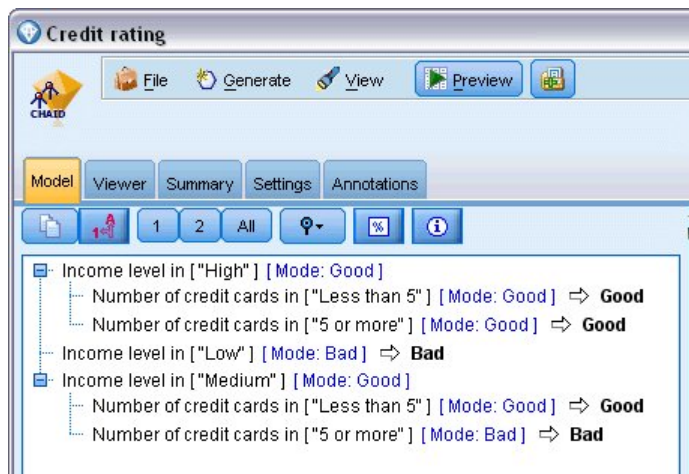 Credit rating
CHAID
File Generate View Preview
Model Viewer Summary Settings Annotations
1 A 1 2 All %
Income level in ["High"] [Mode: Good]
Number of credit cards in ["Less than 5"] [Mode: Good] ⇨ Good
Number of credit cards in ["5 or more"] [Mode: Good] ⇨ Good
Income level in ["Low"] [Mode: Bad] ⇨ Bad
Income level in ["Medium"] [Mode: Good]
Number of credit cards in ["Less than 5"] [Mode: Good] ⇨ Good
Number of credit cards in ["5 or more"] [Mode: Bad] ⇨ Bad